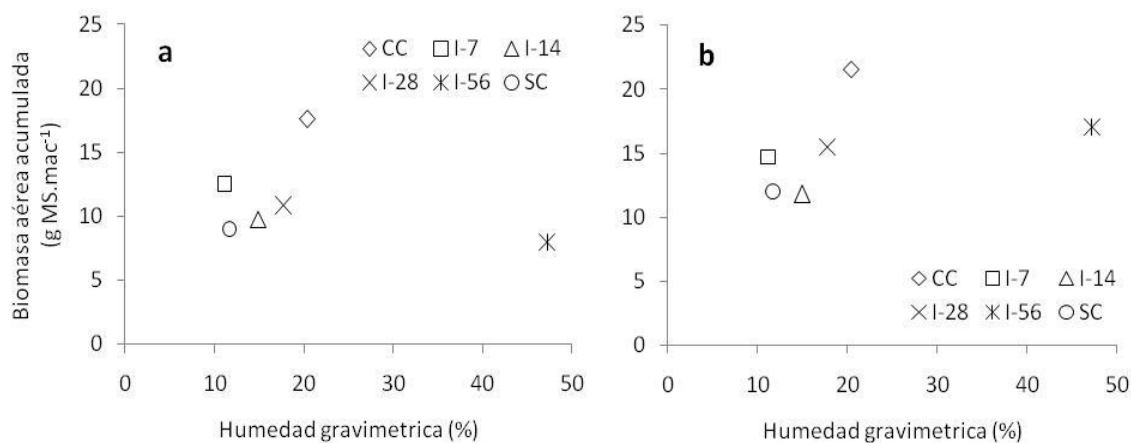 a
CC I-7 I-14
I-28 I-56 SC
Biomasa aérea acumulada
(g MS.mac⁻¹)
25
20
15
10
5
0
0 10 20 30 40 50
Humedad gravimetrica (%)
b
25
20
15
10
5
0
CC I-7 I-14
I-28 I-56 SC
0 10 20 30 40 50
Humedad gravimetrica (%)